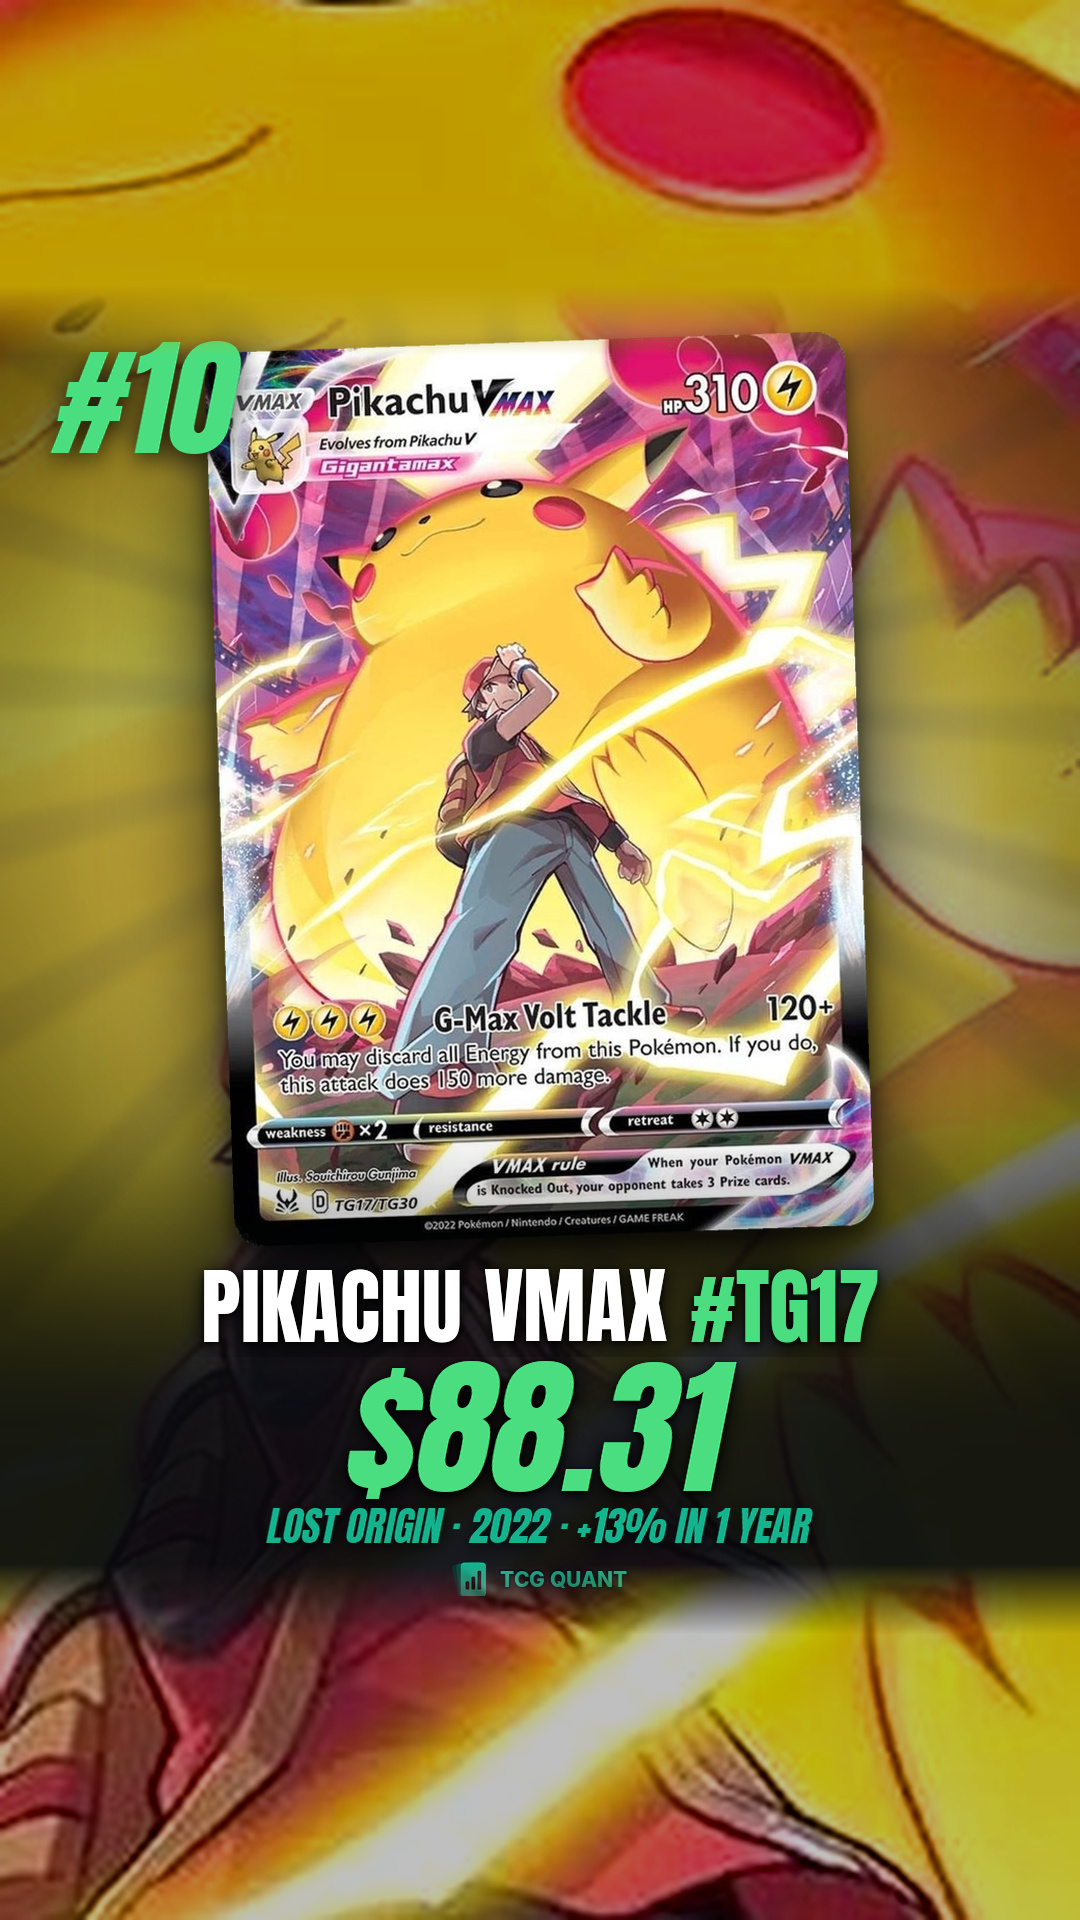 #10
VMAX
Pikachu VMAX
HP 310
Evolves from Pikachu V
Gigantamax
G-Max Volt Tackle 120+
You may discard all Energy from this Pokémon. If you do,
this attack does 150 more damage.
weakness ×2 resistance retreat
VMAX rule When your Pokémon VMAX
is Knocked Out, your opponent takes 3 Prize cards.
Illus. Souichirou Gunjima
D TG17/TG30
©2022 Pokémon / Nintendo / Creatures / GAME FREAK
PIKACHU VMAX #TG17
$88.31
LOST ORIGIN · 2022 · +13% IN 1 YEAR
TCG QUANT